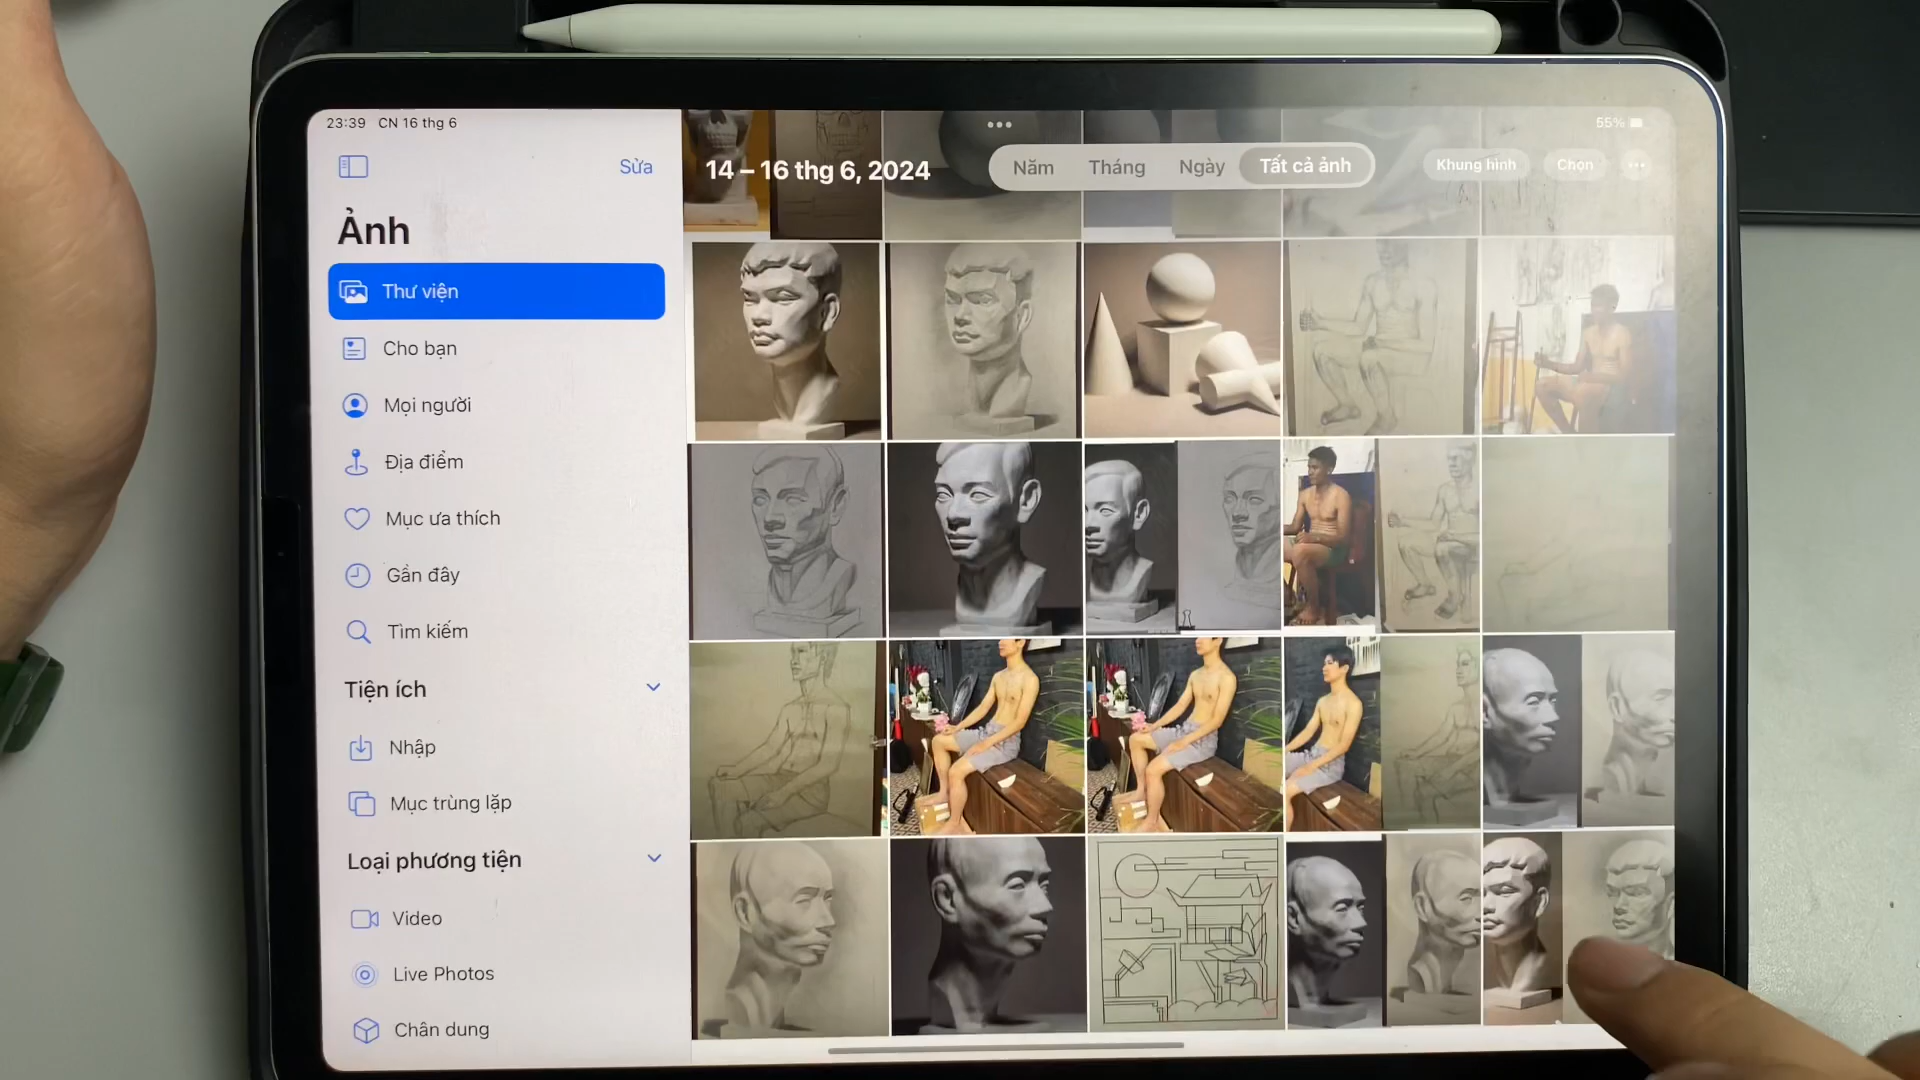 23:39 CN 16 thg 6
55%
Sửa
14 – 16 thg 6, 2024
Năm Tháng Ngày Tất cả ảnh
Khung hình Chọn
Ảnh
Thư viện
Cho bạn
Mọi người
Địa điểm
Mục ưa thích
Gần đây
Tìm kiếm
Tiện ích
Nhập
Mục trùng lặp
Loại phương tiện
Video
Live Photos
Chân dung